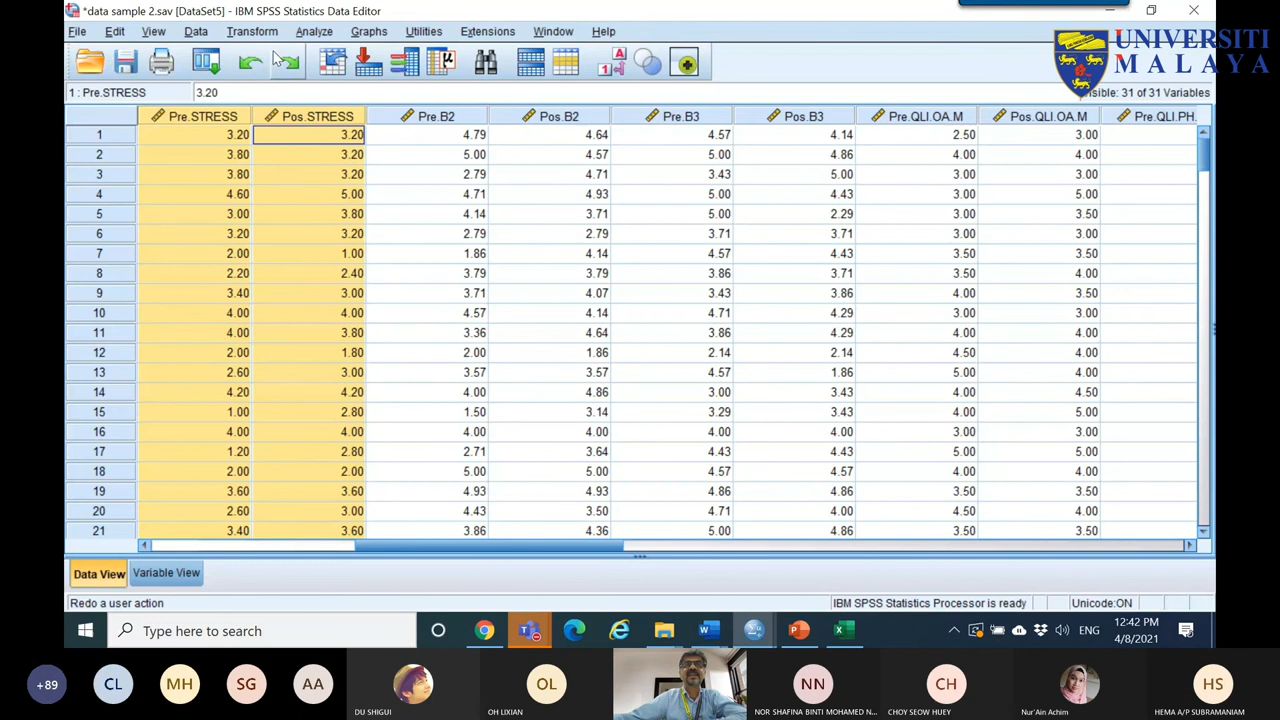 *data sample 2.sav [DataSet5] - IBM SPSS Statistics Data Editor
File Edit View Data Transform Analyze Graphs Utilities Extensions Window Help
UNIVERSITI
MALAYA
1 : Pre.STRESS 3.20 isible: 31 of 31 Variables
Pre.STRESS Pos.STRESS Pre.B2 Pos.B2 Pre.B3 Pos.B3 Pre.QLI.OA.M Pos.QLI.OA.M Pre.QLI.PH.
1 3.20 3.20 4.79 4.64 4.57 4.14 2.50 3.00
2 3.80 3.20 5.00 4.57 5.00 4.86 4.00 4.00
3 3.80 3.20 2.79 4.71 3.43 5.00 3.00 4.00
4 4.60 5.00 4.71 4.93 5.00 4.43 3.00 5.00
5 3.00 3.80 4.14 3.71 5.00 2.29 3.00 3.50
6 3.20 3.20 2.79 2.79 3.71 3.71 3.00 3.00
7 2.00 1.00 1.86 4.14 4.57 4.43 3.50 3.50
8 2.20 2.40 3.79 3.79 3.86 3.71 3.50 4.00
9 3.40 3.00 3.71 4.07 3.43 3.86 4.00 3.50
10 4.00 4.00 4.57 4.14 4.71 4.29 3.00 3.00
11 4.00 3.80 3.36 4.64 3.86 4.29 4.00 4.00
12 2.00 1.80 2.00 1.86 2.14 2.14 4.50 4.00
13 2.60 3.00 3.57 3.57 4.57 1.86 5.00 4.00
14 4.20 4.20 4.00 4.86 3.00 3.43 4.00 4.50
15 1.00 2.80 1.50 3.14 3.29 3.43 4.00 3.00
16 4.00 4.00 4.00 4.00 4.00 4.00 3.00 3.00
17 1.20 2.80 2.71 3.64 4.43 4.43 5.00 5.00
18 2.00 2.00 5.00 5.00 4.57 4.57 4.00 4.00
19 3.60 3.60 4.93 4.93 4.86 4.86 3.50 3.50
20 2.60 3.00 4.43 3.50 4.71 4.00 4.50 4.00
21 3.40 3.60 3.86 4.36 5.00 4.86 3.50 3.50
Data View Variable View
Redo a user action IBM SPSS Statistics Processor is ready Unicode:ON
Type here to search ENG 12:42 PM
4/8/2021
+89 CL MH SG AA OL NN CH HS
DU SHIGUI OH LIXIAN NOR SHAFINA BINTI MOHAMED N... CHOY SEOW HUEY Nur'Ain Achim HEMA A/P SUBRAMANIAM